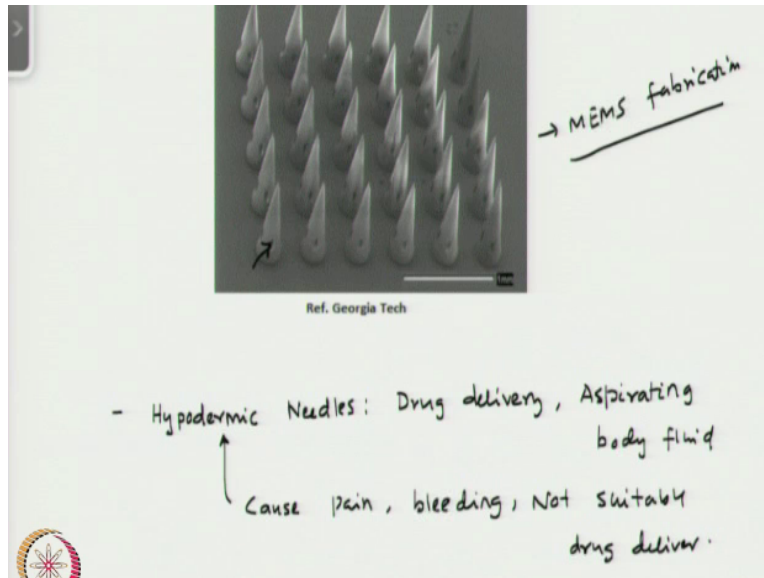 → MEMS fabrication
1mm
Ref. Georgia Tech
- Hypodermic Needles: Drug delivery, Aspirating
body fluid
Cause pain, bleeding, Not suitably
drug deliver.